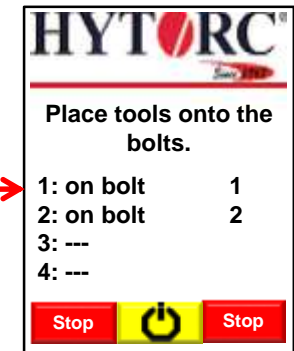 HYTORC®
Place tools onto the
bolts.
1: on bolt 1
2: on bolt 2
3: ---
4: ---
Stop Stop